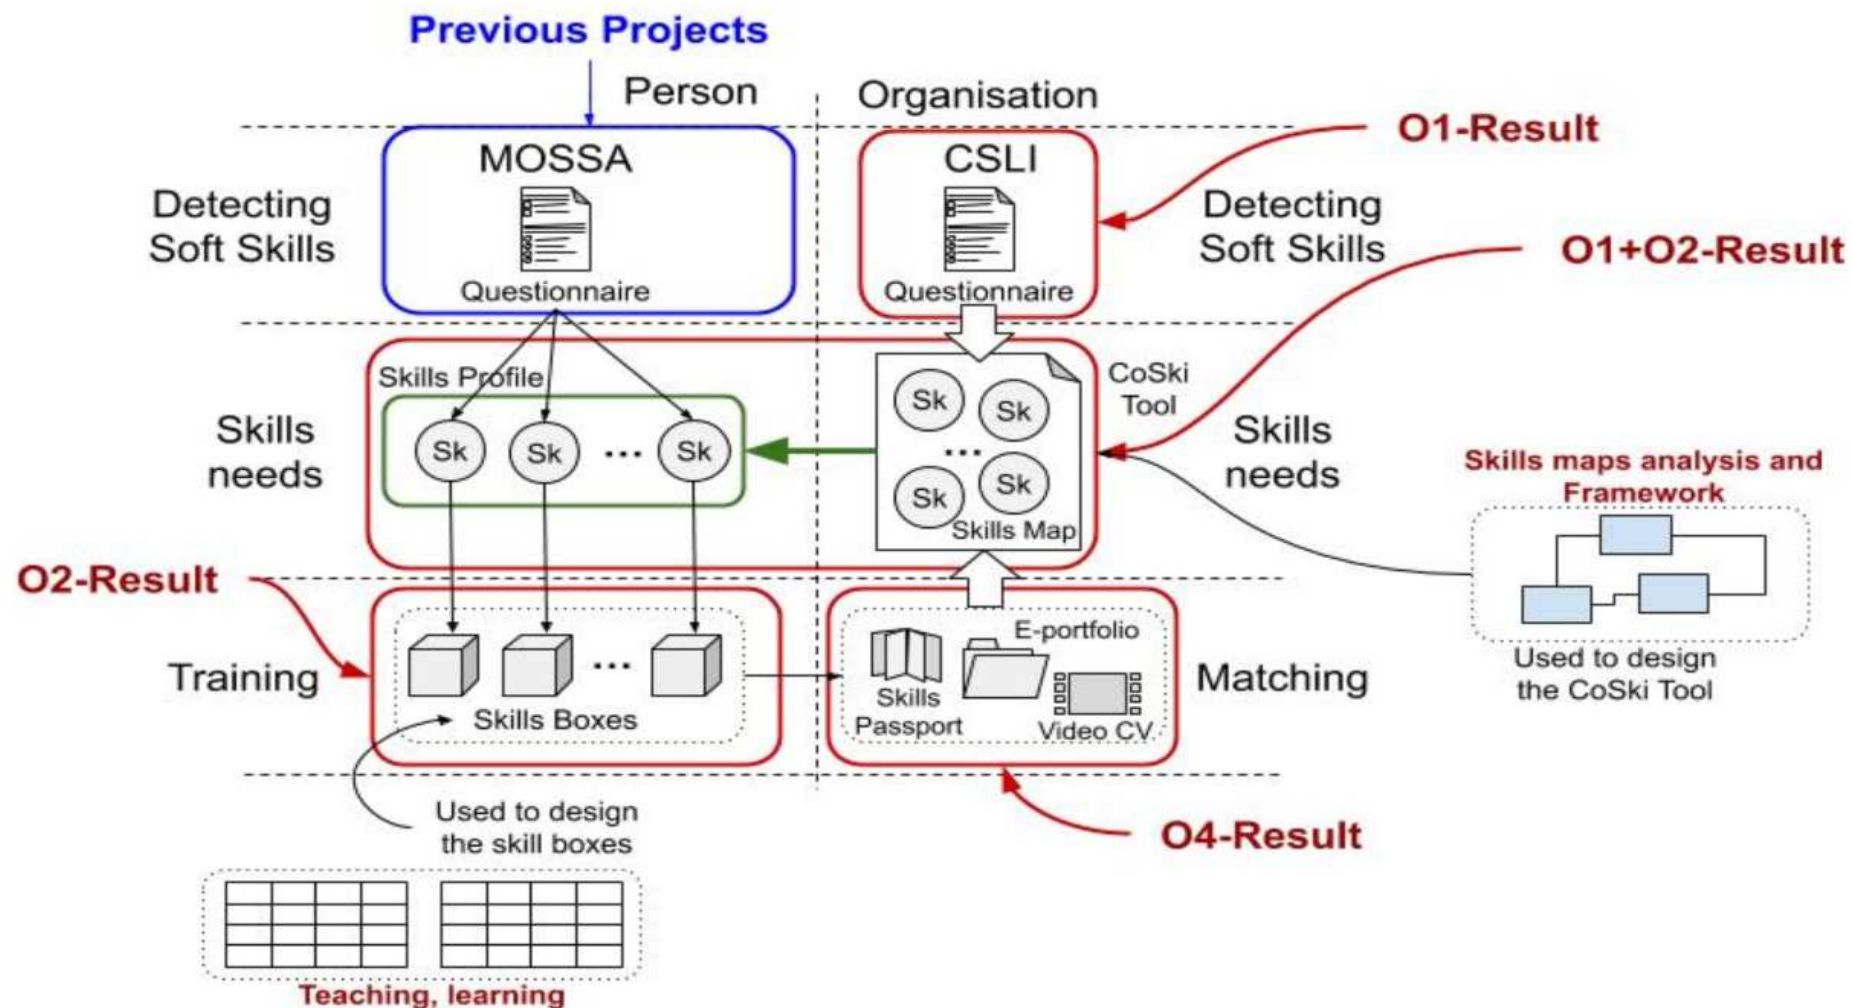 Previous Projects
Person
Organisation
O1-Result
MOSSA
CSLI
Detecting
Soft Skills
Questionnaire
Questionnaire
Detecting
Soft Skills
O1+O2-Result
Skills Profile
CoSki
Tool
Skills
needs
Sk
Sk
...
Sk
Sk
Sk
...
Sk
Sk
Skills Map
Skills
needs
Skills maps analysis and
Framework
Used to design
the CoSki Tool
O2-Result
Training
...
Skills Boxes
E-portfolio
Skills
Passport
Video CV
Matching
Used to design
the skill boxes
O4-Result
Teaching, learning